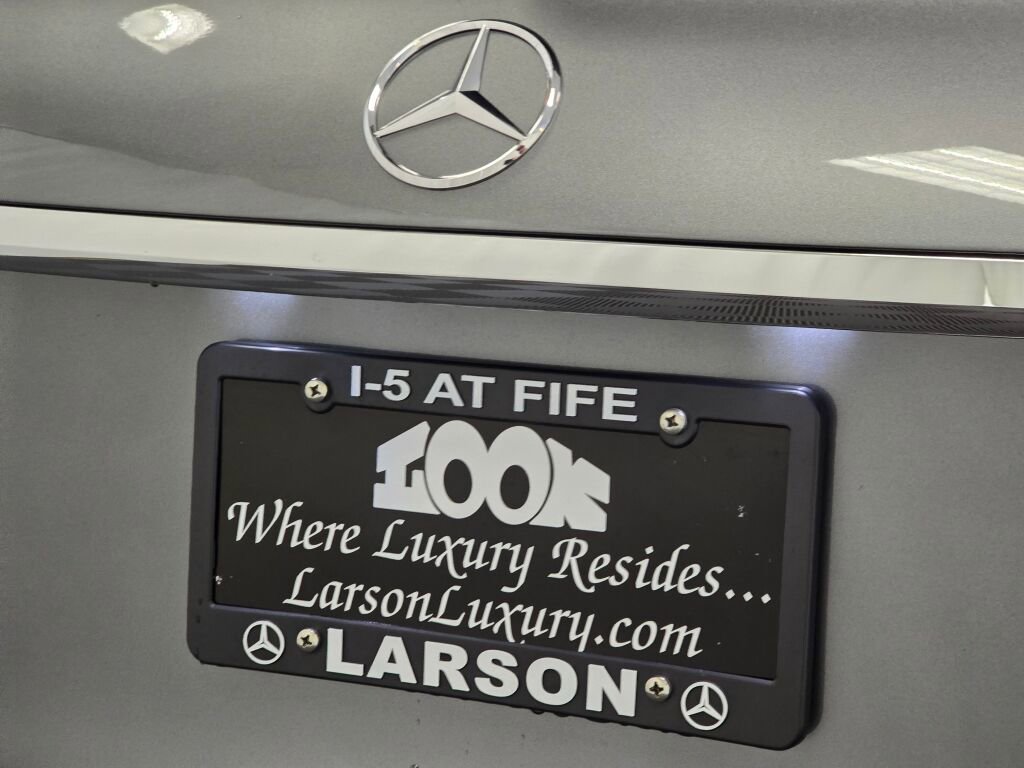 I-5 AT FIFE
LOOK
Where Luxury Resides...
LarsonLuxury.com
LARSON